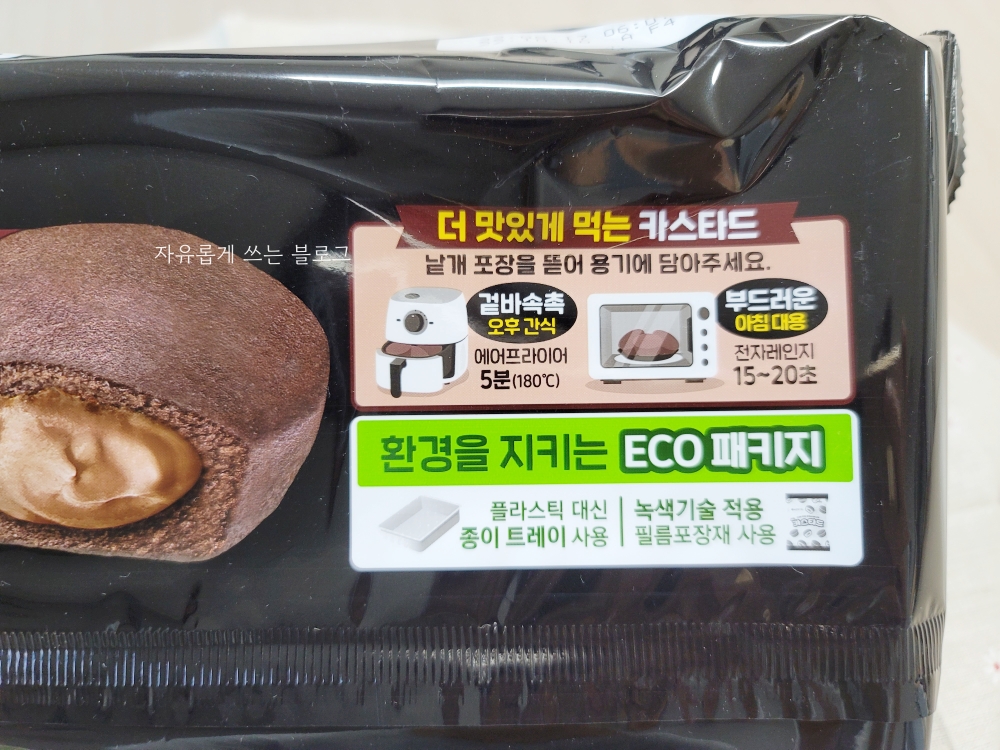 자유롭게 쓰는 블로그
더 맛있게 먹는 카스타드
낱개 포장을 뜯어 용기에 담아주세요.
겉바속촉
오후 간식
에어프라이어
5분(180℃)
부드러운
아침 대용
전자레인지
15~20초
환경을 지키는 ECO 패키지
플라스틱 대신
종이 트레이 사용
녹색기술 적용
필름포장재 사용